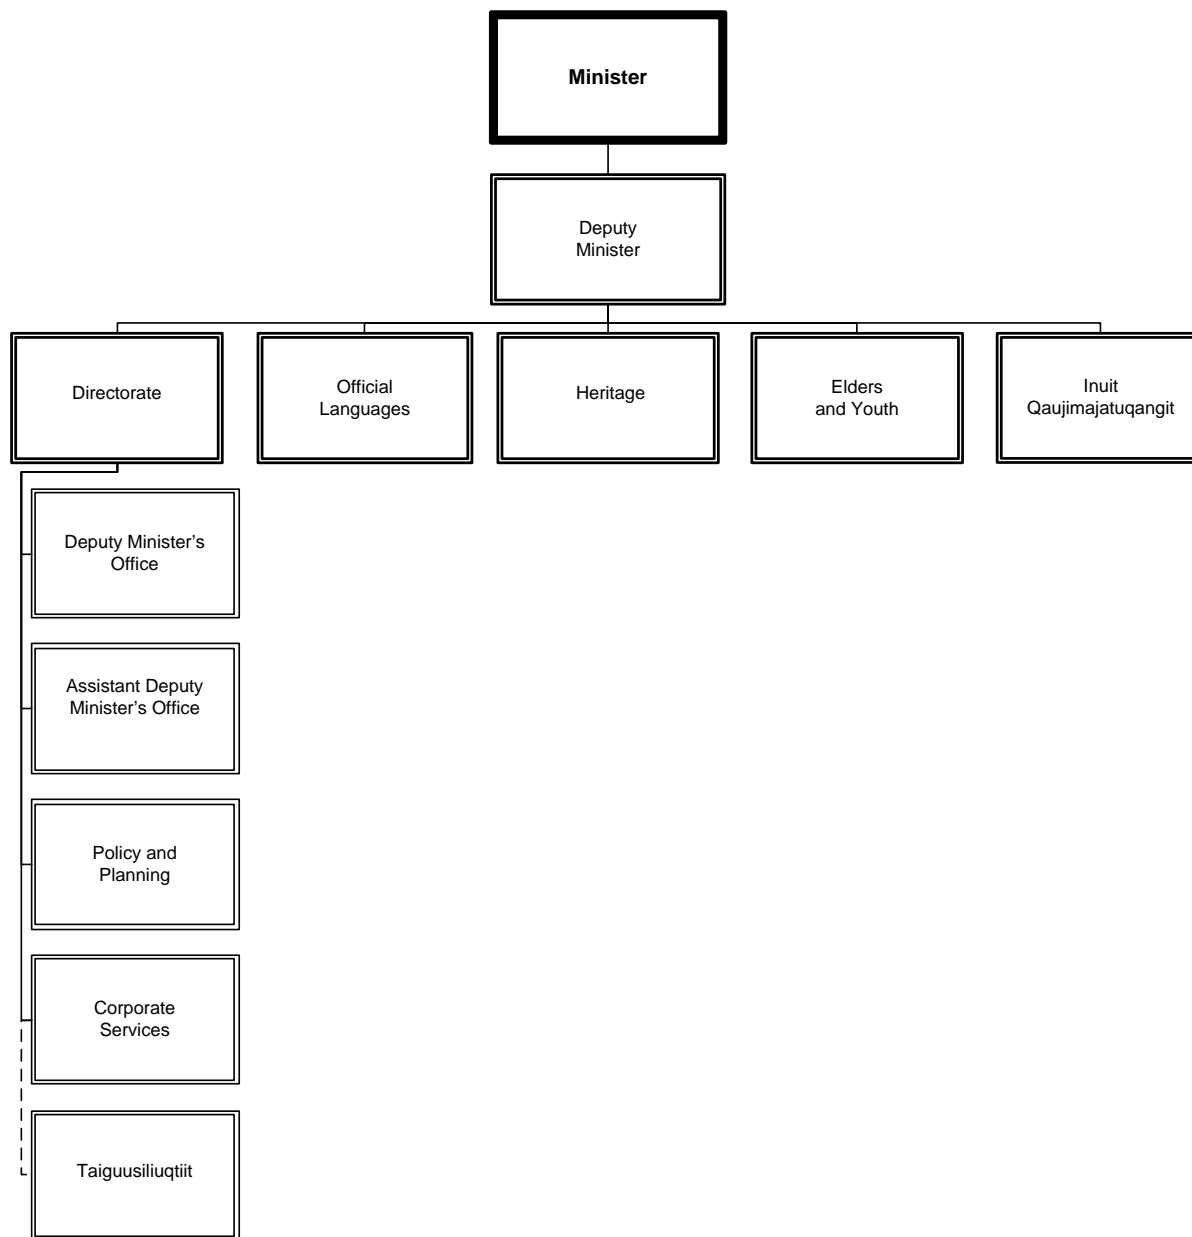 Minister
Deputy
Minister
Directorate
Official
Languages
Heritage
Elders
and Youth
Inuit
Qaujimajatuqangit
Deputy Minister’s
Office
Assistant Deputy
Minister’s Office
Policy and
Planning
Corporate
Services
Taiguusiliuqtiit